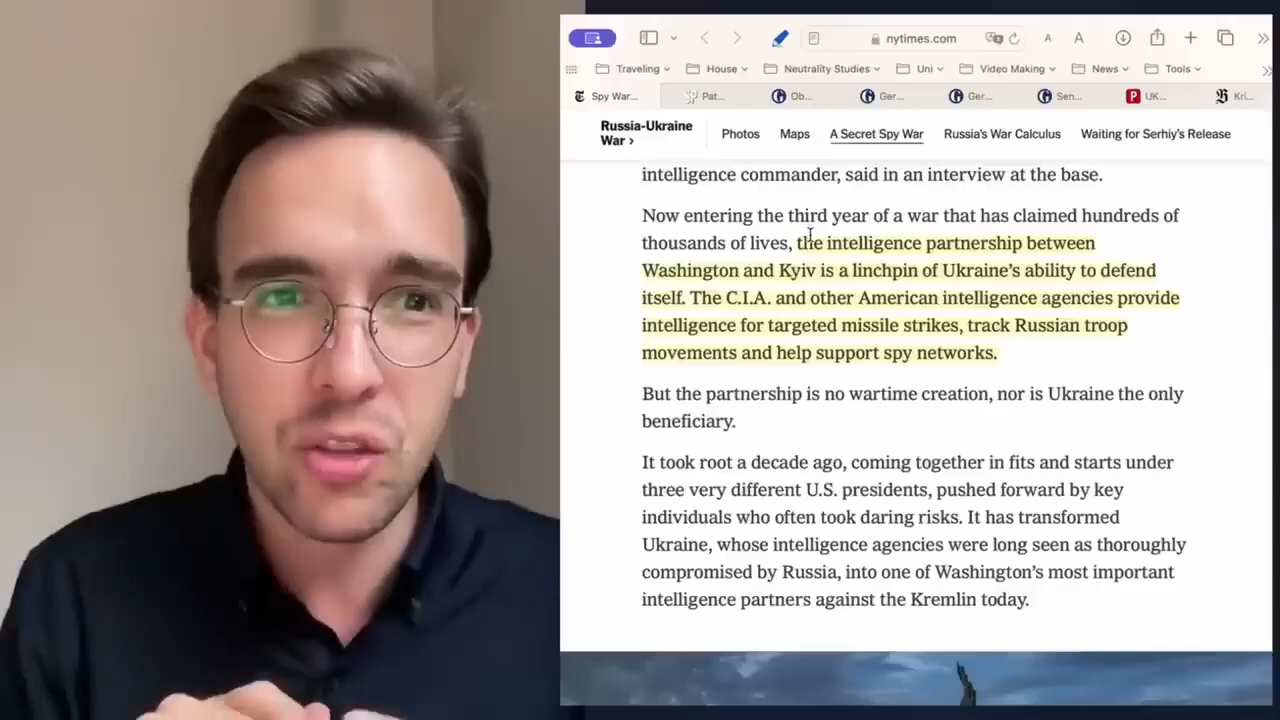 nytimes.com
A A
Traveling House Neutrality Studies Uni Video Making News Tools
Spy War... Pat... Ob... Ger... Ger... Sen... UK... Kri...
Russia-Ukraine
War ›
Photos Maps A Secret Spy War Russia's War Calculus Waiting for Serhiy's Release
intelligence commander, said in an interview at the base.
Now entering the third year of a war that has claimed hundreds of
thousands of lives, the intelligence partnership between
Washington and Kyiv is a linchpin of Ukraine's ability to defend
itself. The C.I.A. and other American intelligence agencies provide
intelligence for targeted missile strikes, track Russian troop
movements and help support spy networks.
But the partnership is no wartime creation, nor is Ukraine the only
beneficiary.
It took root a decade ago, coming together in fits and starts under
three very different U.S. presidents, pushed forward by key
individuals who often took daring risks. It has transformed
Ukraine, whose intelligence agencies were long seen as thoroughly
compromised by Russia, into one of Washington's most important
intelligence partners against the Kremlin today.